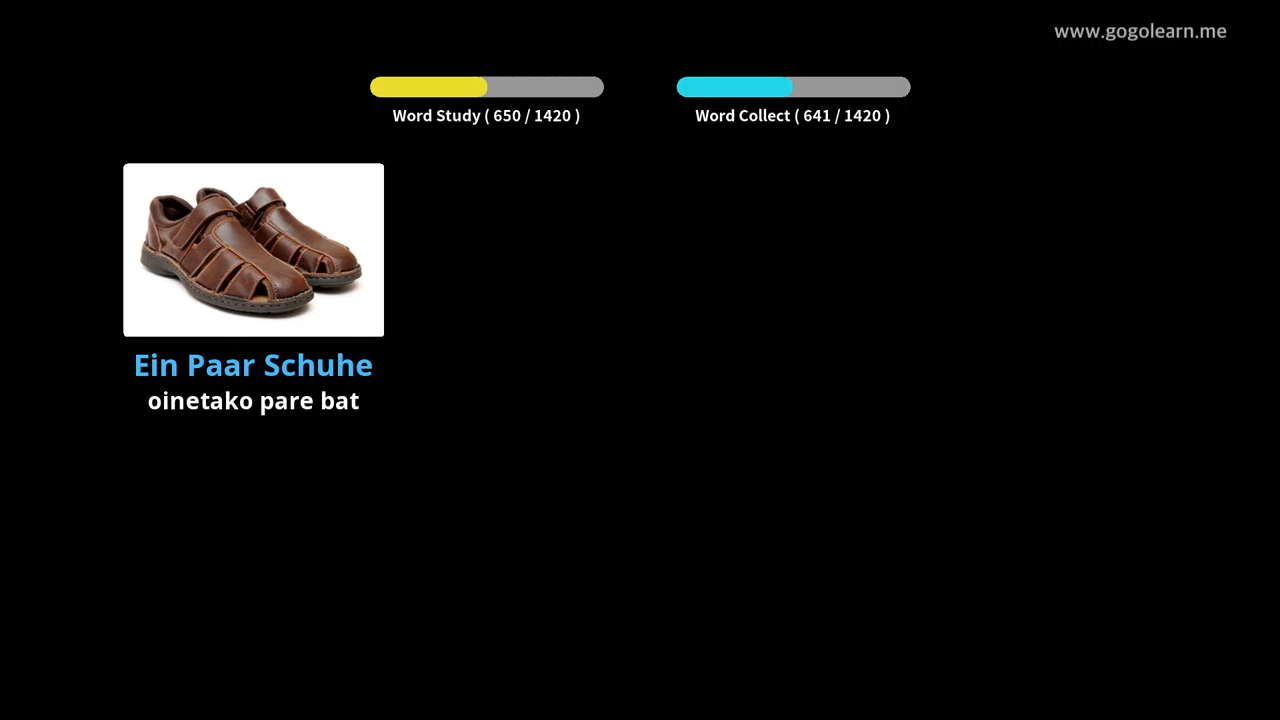 www.gogolearn.me
Word Study ( 650 / 1420 )
Word Collect ( 641 / 1420 )
Ein Paar Schuhe
oinetako pare bat